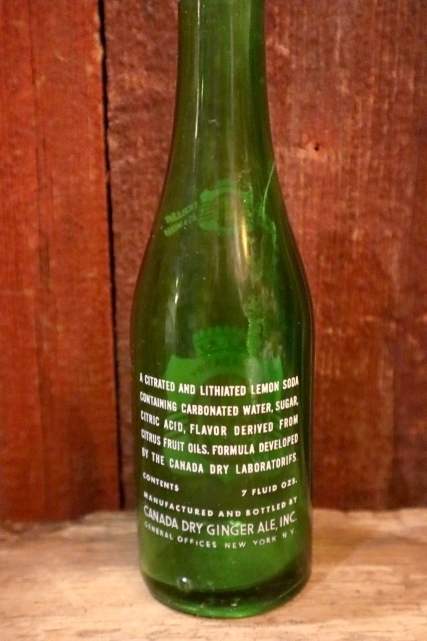 A CITRATED AND LITHIATED LEMON SODA
CONTAINING CARBONATED WATER, SUGAR,
CITRIC ACID, FLAVOR DERIVED FROM
CITRUS FRUIT OILS. FORMULA DEVELOPED
BY THE CANADA DRY LABORATORIES.
CONTENTS 7 FLUID OZS.
MANUFACTURED AND BOTTLED BY
CANADA DRY GINGER ALE, INC.
GENERAL OFFICES NEW YORK N.Y.